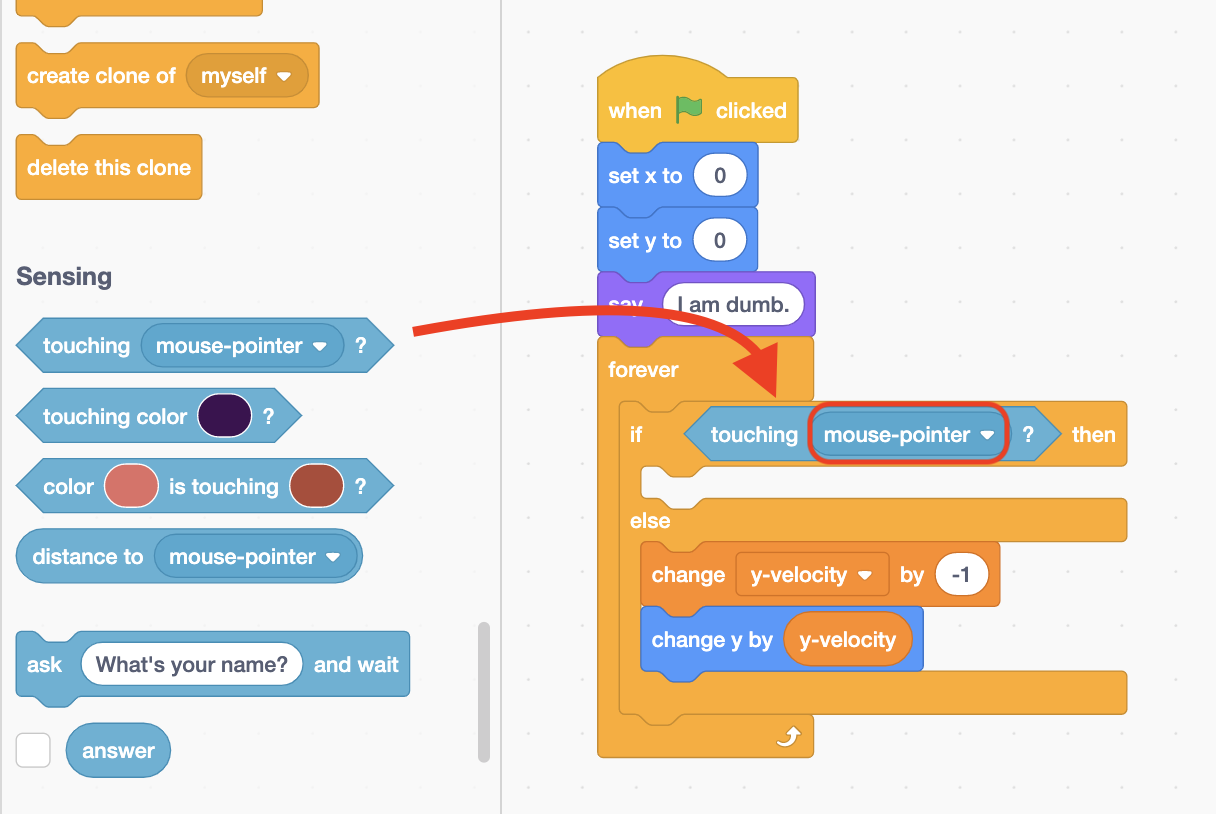 create clone of myself
delete this clone
Sensing
touching mouse-pointer ?
touching color ?
color is touching ?
distance to mouse-pointer
ask What's your name? and wait
answer
when clicked
set x to 0
set y to 0
say I am dumb.
forever
if touching mouse-pointer ? then
else
change y-velocity by -1
change y by y-velocity